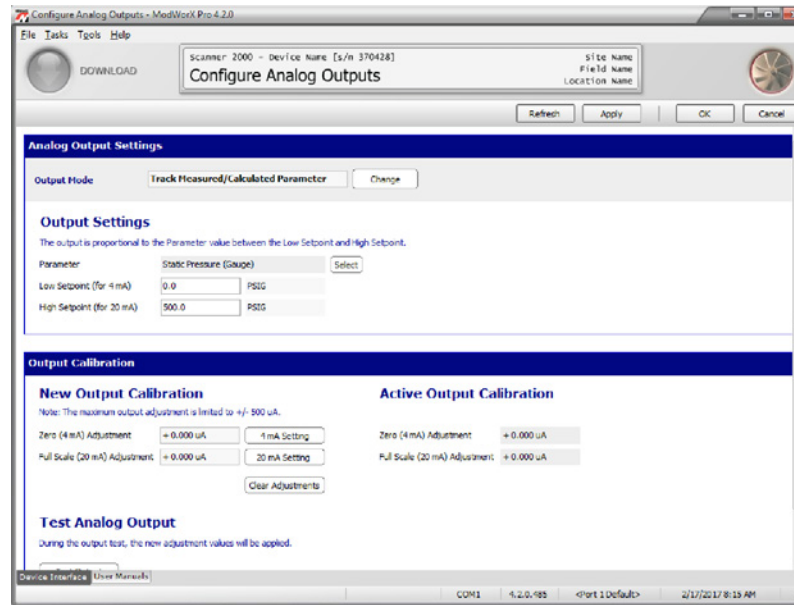 Configure Analog Outputs - ModWorX Pro 4.2.0
File Tasks Tools Help
DOWNLOAD
Scanner 2000 - Device Name [s/n 370428]
Configure Analog Outputs
Site Name
Field Name
Location Name
Refresh Apply OK Cancel
Analog Output Settings
Output Mode Track Measured/Calculated Parameter Change
Output Settings
The output is proportional to the Parameter value between the Low Setpoint and High Setpoint.
Parameter Static Pressure (Gauge) Select
Low Setpoint (for 4 mA) 0.0 PSIG
High Setpoint (for 20 mA) 500.0 PSIG
Output Calibration
New Output Calibration
Note: The maximum output adjustment is limited to +/- 500 uA.
Zero (4 mA) Adjustment + 0.000 uA 4 mA Setting
Full Scale (20 mA) Adjustment + 0.000 uA 20 mA Setting
Clear Adjustments
Active Output Calibration
Zero (4 mA) Adjustment + 0.000 uA
Full Scale (20 mA) Adjustment + 0.000 uA
Test Analog Output
During the output test, the new adjustment values will be applied.
Device Interface User Manuals
COM1 4.2.0.485 <Port 1 Default> 2/17/2017 8:15 AM